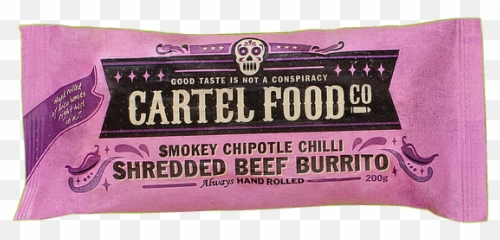 GOOD TASTE IS NOT A CONSPIRACY
CARTEL FOOD CO
SMOKEY CHIPOTLE CHILLI
SHREDDED BEEF BURRITO
Always HAND ROLLED
200g